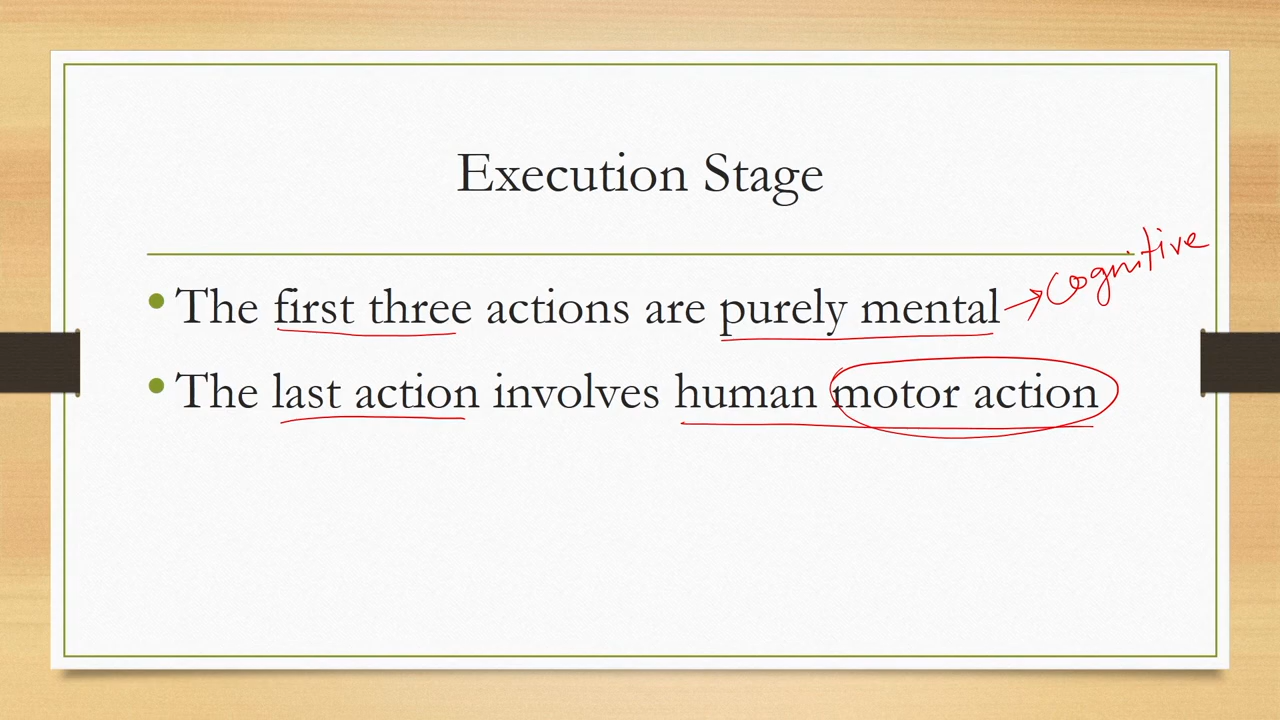 Execution Stage
• The first three actions are purely mental → Cognitive
• The last action involves human motor action